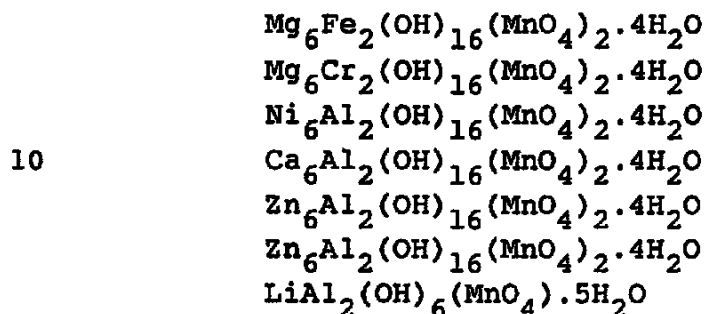 Mg6Fe2(OH)16(MnO4)2.4H2O
Mg6Cr2(OH)16(MnO4)2.4H2O
Ni6Al2(OH)16(MnO4)2.4H2O
10 Ca6Al2(OH)16(MnO4)2.4H2O
Zn6Al2(OH)16(MnO4)2.4H2O
Zn6Al2(OH)16(MnO4)2.4H2O
LiAl2(OH)6(MnO4).5H2O